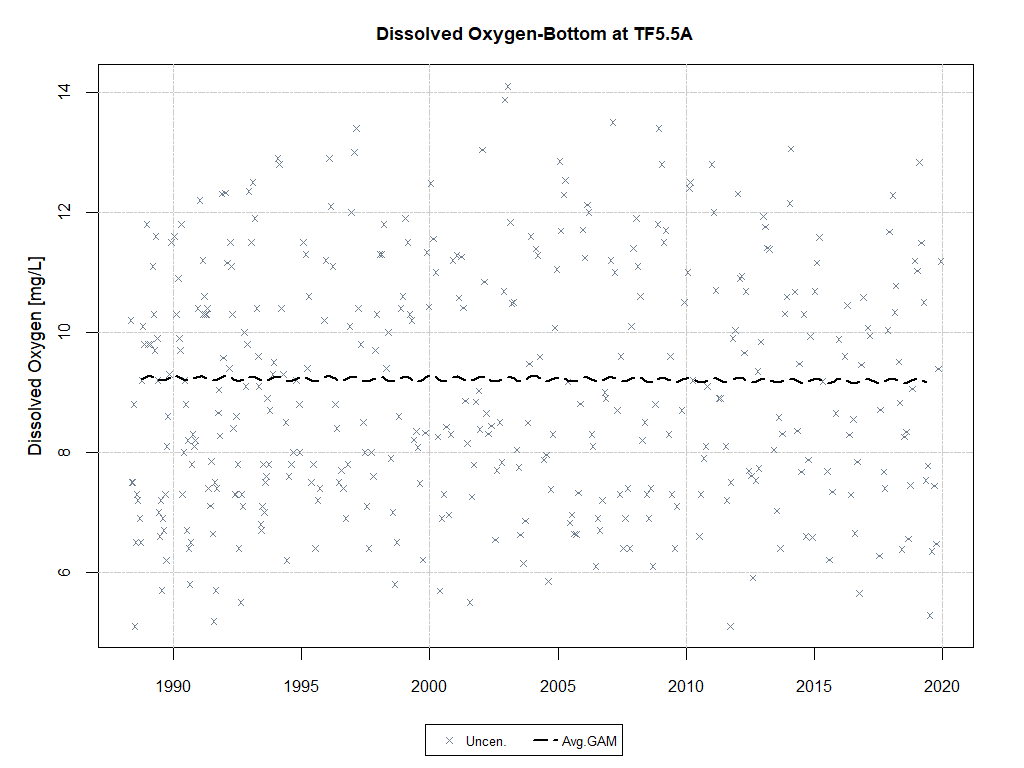 Dissolved Oxygen-Bottom at TF5.5A
Dissolved Oxygen [mg/L]
14
12
10
8
6
1990 1995 2000 2005 2010 2015 2020
Uncen. Avg.GAM